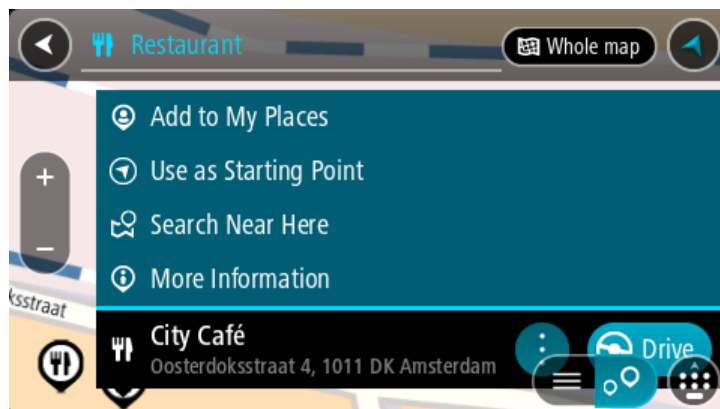 Restaurant
Whole map
Add to My Places
Use as Starting Point
Search Near Here
More Information
ksstraat
City Café
Oosterdoksstraat 4, 1011 DK Amsterdam
Drive